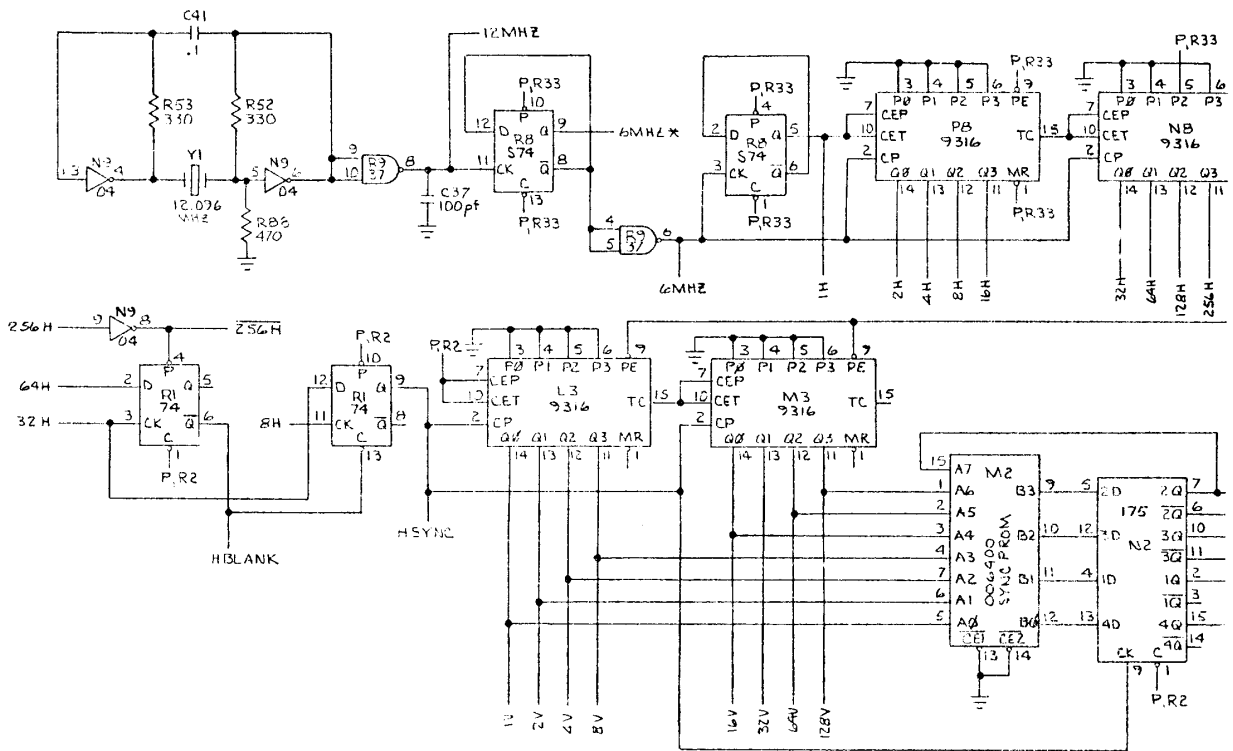 C41
.1
R53
330
R52
330
13
N9
4
04
Y1
12.096
MHZ
5
N9
6
04
R88
470
9
10
R9
37
8
12MHZ
C37
100pf
P,R33
10
P
12
D
R8
S74
Q
9
6MHZ*
11
CK
Q
8
C
13
P,R33
4
5
R9
37
6
6MHZ
P,R33
4
P
2
D
R8
S74
Q
5
3
CK
Q
6
C
1
P,R33
1H
P,R33
3 4 5 6 9
P0 P1 P2 P3 PE
7
CEP
10
CET
P8
9316
TC
15
2
CP
Q0 Q1 Q2 Q3 MR
14 13 12 11 1
P,R33
2H
4H
8H
16H
P,R33
3 4 5 6
P0 P1 P2 P3
7
CEP
10
CET
N8
9316
2
CP
Q0 Q1 Q2 Q3
14 13 12 11
32H
64H
128H
256H
256H
9
N9
8
04
256H
4
P
64H
2
D
Q
5
R1
74
32H
3
CK
Q
6
C
1
P,R2
HBLANK
P,R2
10
P
12
D
Q
9
R1
74
8H
11
CK
Q
8
C
13
HSYNC
P,R2
3 4 5 6 9
P0 P1 P2 P3 PE
7
CEP
10
CET
L3
9316
TC
15
2
CP
Q0 Q1 Q2 Q3 MR
14 13 12 11 1
3 4 5 6 9
P0 P1 P2 P3 PE
7
CEP
10
CET
M3
9316
TC
15
2
CP
Q0 Q1 Q2 Q3 MR
14 13 12 11 1
15 A7
M2
1 A6
B3 9
2 A5
3 A4
B2 10
4 A3
7 A2
B1 11
6 A1
5 A0
B0 12
006400
SYNC PROM
CE1 CE2
13 14
5 2D
2Q 7
175
2Q 6
12 3D
N2
3Q 10
3Q 11
4 1D
1Q 2
1Q 3
13 4D
4Q 15
4Q 14
CK C
9 1
P,R2
1V
2V
4V
8V
16V
32V
64V
128V